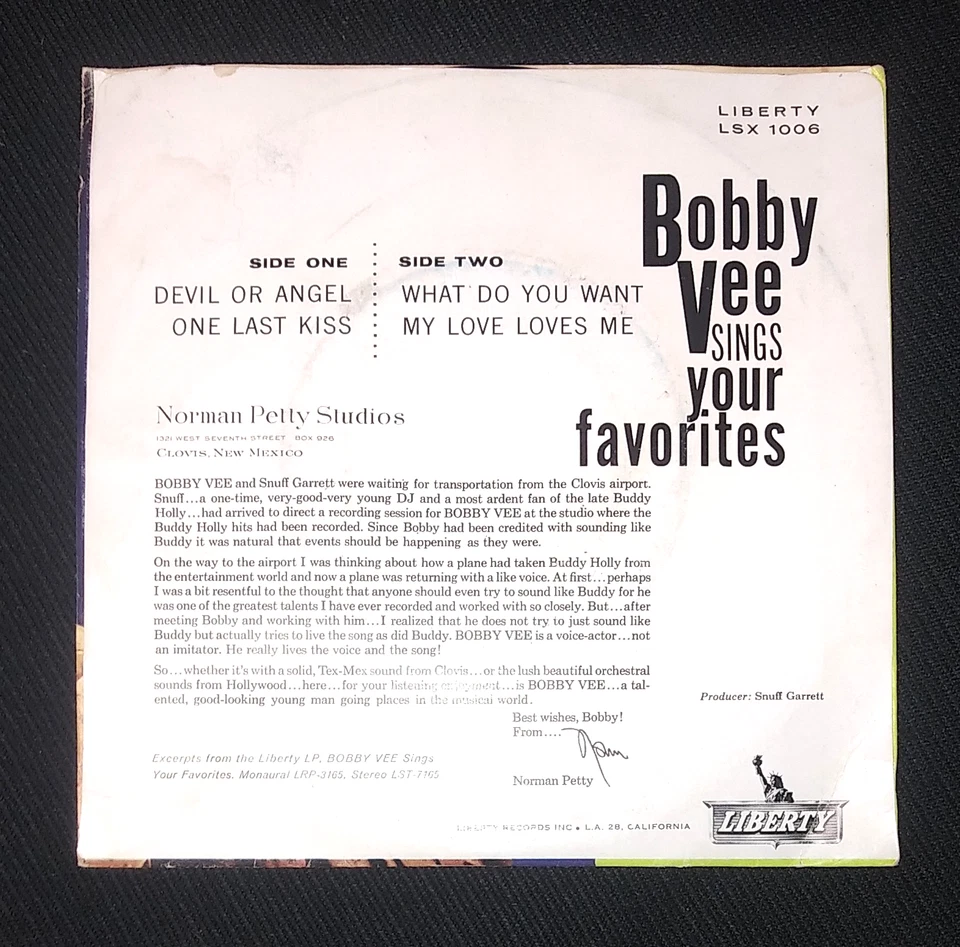 LIBERTY
LSX 1006
Bobby
Vee
SINGS
your
favorites
SIDE ONE
DEVIL OR ANGEL
ONE LAST KISS
SIDE TWO
WHAT DO YOU WANT
MY LOVE LOVES ME
Norman Petty Studios
1321 WEST SEVENTH STREET BOX 926
CLOVIS, NEW MEXICO
BOBBY VEE and Snuff Garrett were waiting for transportation from the Clovis airport.
Snuff...a one-time, very-good-very young DJ and a most ardent fan of the late Buddy
Holly...had arrived to direct a recording session for BOBBY VEE at the studio where the
Buddy Holly hits had been recorded. Since Bobby had been credited with sounding like
Buddy it was natural that events should be happening as they were.
On the way to the airport I was thinking about how a plane had taken Buddy Holly from
the entertainment world and now a plane was returning with a like voice. At first...perhaps
I was a bit resentful to the thought that anyone should even try to sound like Buddy for he
was one of the greatest talents I have ever recorded and worked with so closely. But...after
meeting Bobby and working with him...I realized that he does not try to just sound like
Buddy but actually tries to live the song as did Buddy. BOBBY VEE is a voice-actor...not
an imitator. He really lives the voice and the song!
So...whether it's with a solid, Tex-Mex sound from Clovis...or the lush beautiful orchestral
sounds from Hollywood...here...for your listening enjoyment...is BOBBY VEE...a tal-
ented, good-looking young man going places in the musical world.
Best wishes, Bobby!
From....
Norm
Norman Petty
Producer: Snuff Garrett
Excerpts from the Liberty LP, BOBBY VEE Sings
Your Favorites. Monaural LRP-3165, Stereo LST-7165
LIBERTY RECORDS INC • L.A. 28, CALIFORNIA
LIBERTY